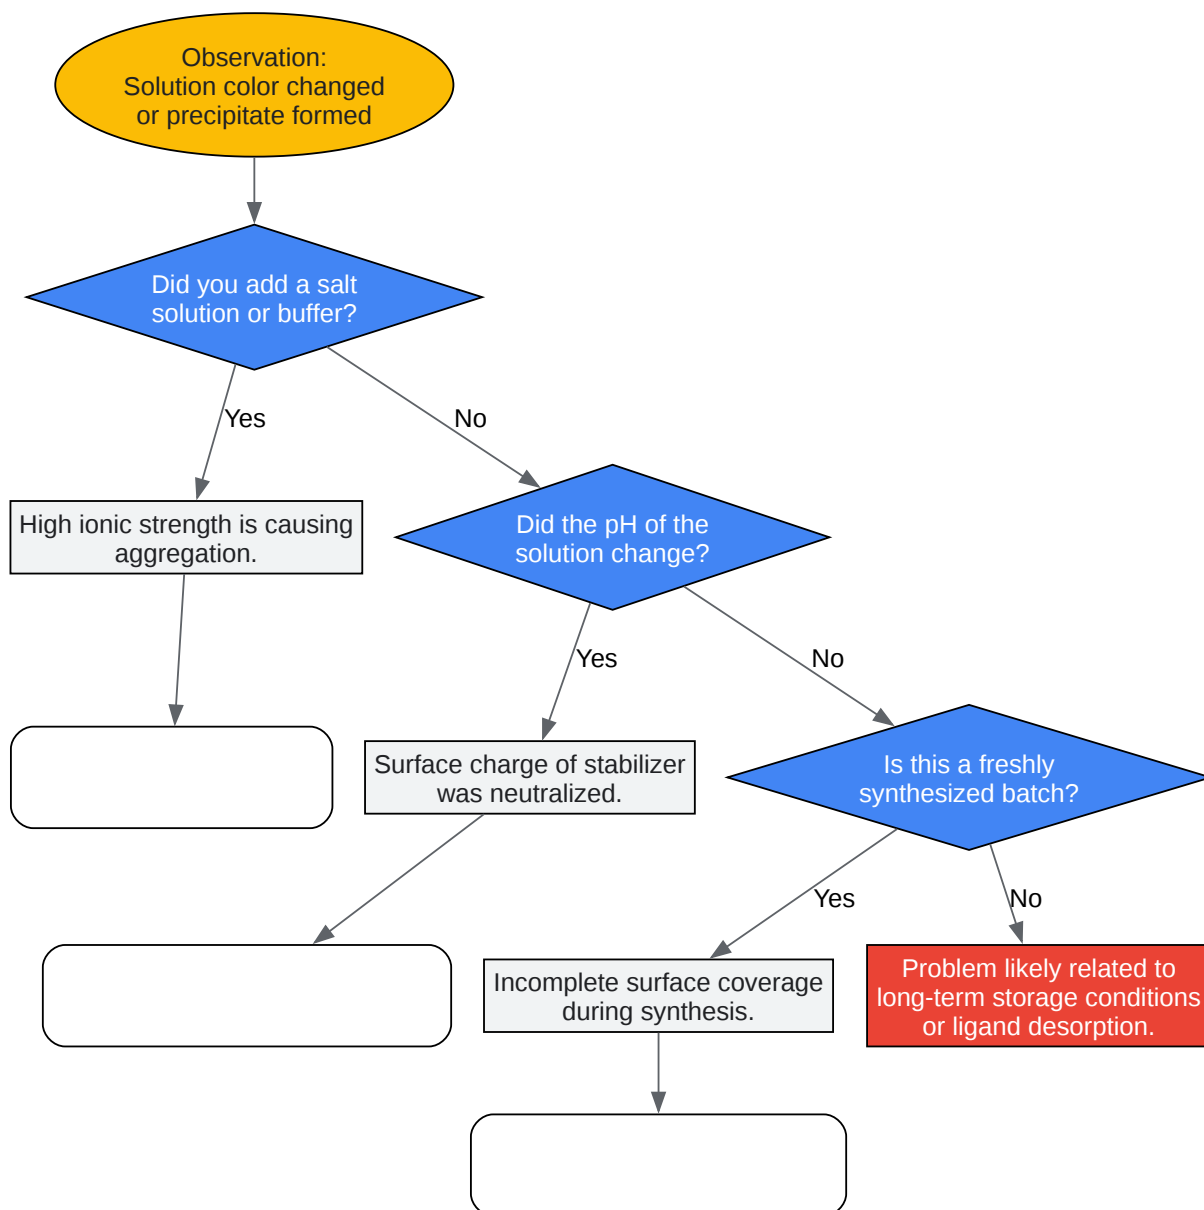 Observation:
Solution color changed
or precipitate formed
Did you add a salt
solution or buffer?
Yes
No
High ionic strength is causing
aggregation.
Did the pH of the
solution change?
Yes
No
Surface charge of stabilizer
was neutralized.
Is this a freshly
synthesized batch?
Yes
No
Incomplete surface coverage
during synthesis.
Problem likely related to
long-term storage conditions
or ligand desorption.